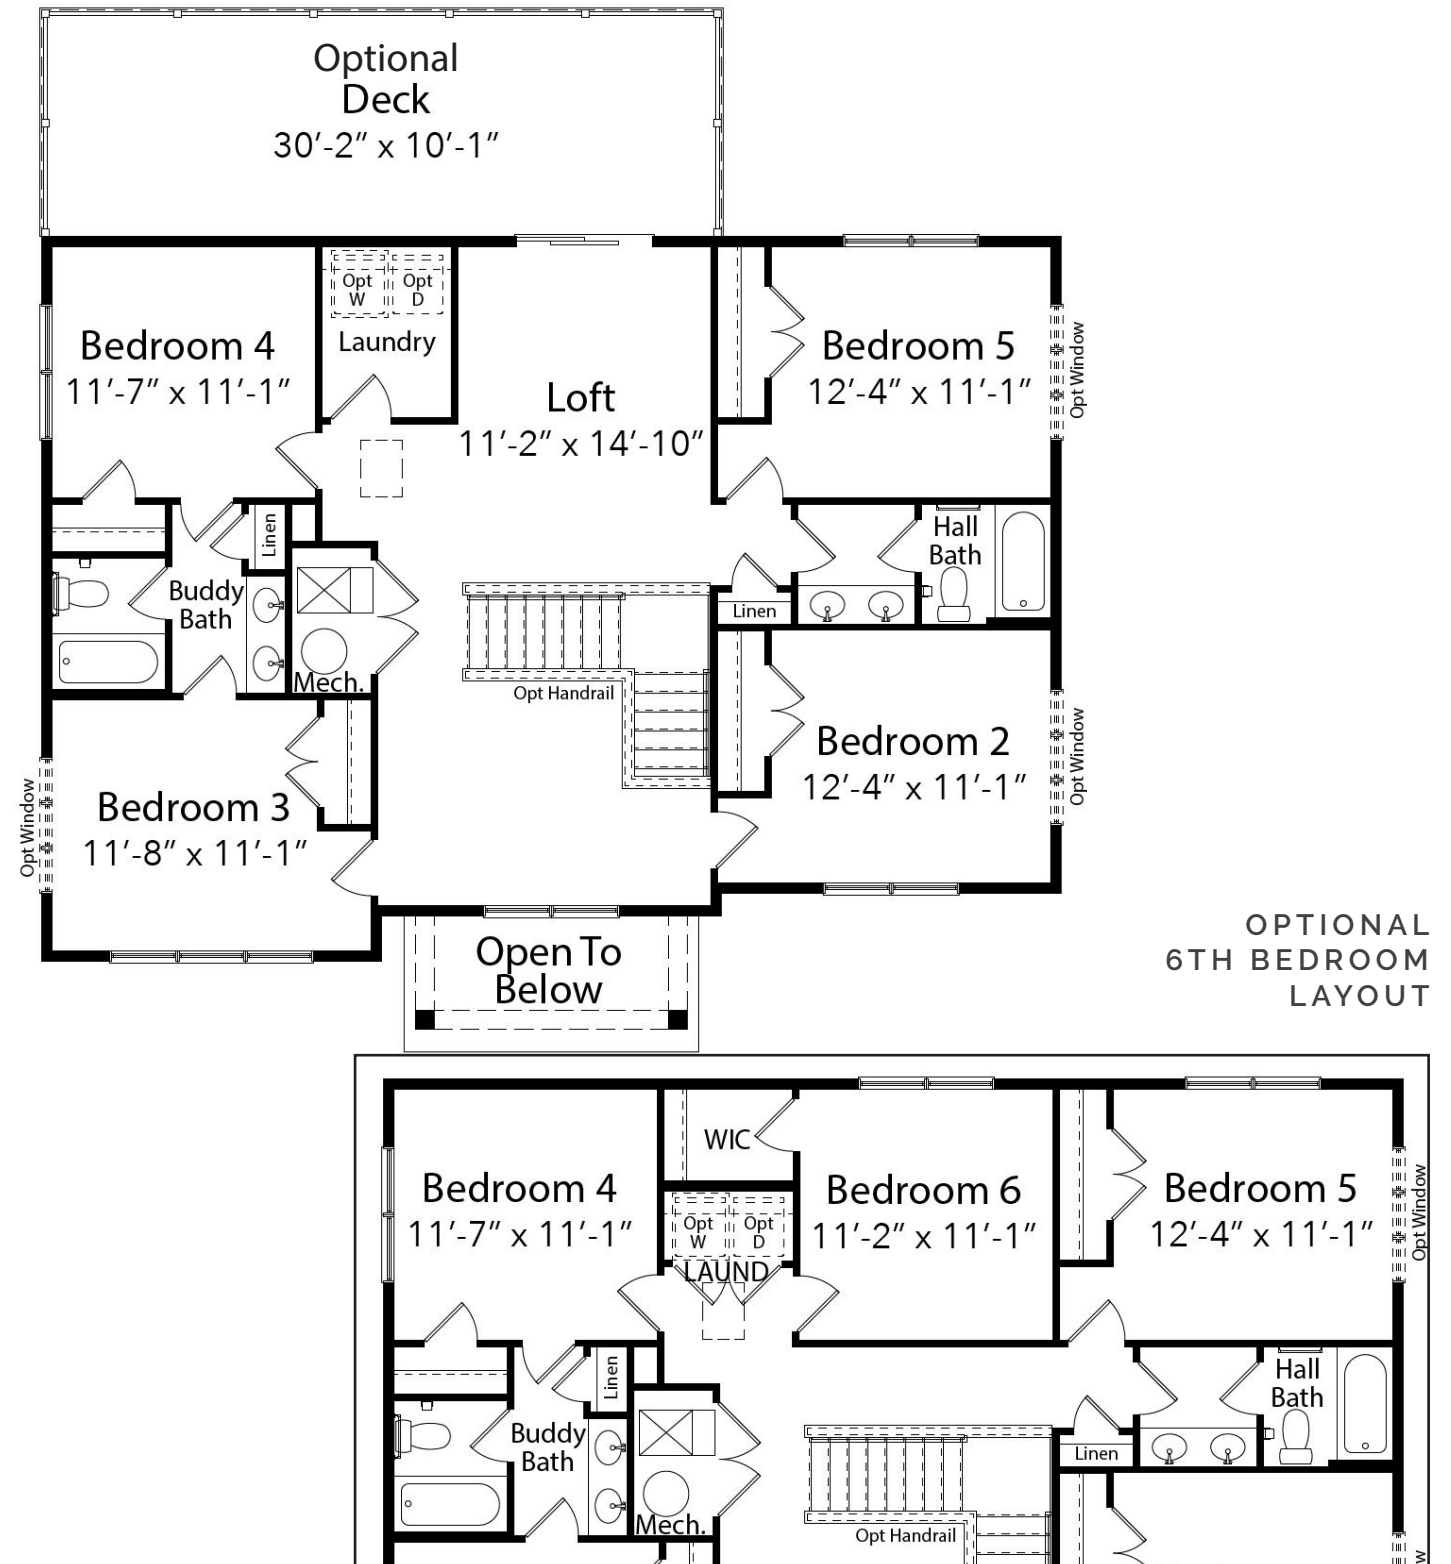 Optional
Deck
30′-2″ x 10′-1″
Opt
W
Opt
D
Laundry
Bedroom 4
11′-7″ x 11′-1″
Loft
11′-2″ x 14′-10″
Bedroom 5
12′-4″ x 11′-1″
Opt Window
Linen
Buddy
Bath
Mech.
Hall
Bath
Linen
Opt Handrail
Bedroom 2
12′-4″ x 11′-1″
Opt Window
Bedroom 3
11′-8″ x 11′-1″
Opt Window
Open To
Below
OPTIONAL
6TH BEDROOM
LAYOUT
WIC
Bedroom 4
11′-7″ x 11′-1″
Opt
W
Opt
D
LAUND
Bedroom 6
11′-2″ x 11′-1″
Bedroom 5
12′-4″ x 11′-1″
Opt Window
Linen
Buddy
Bath
Mech.
Hall
Bath
Linen
Opt Handrail